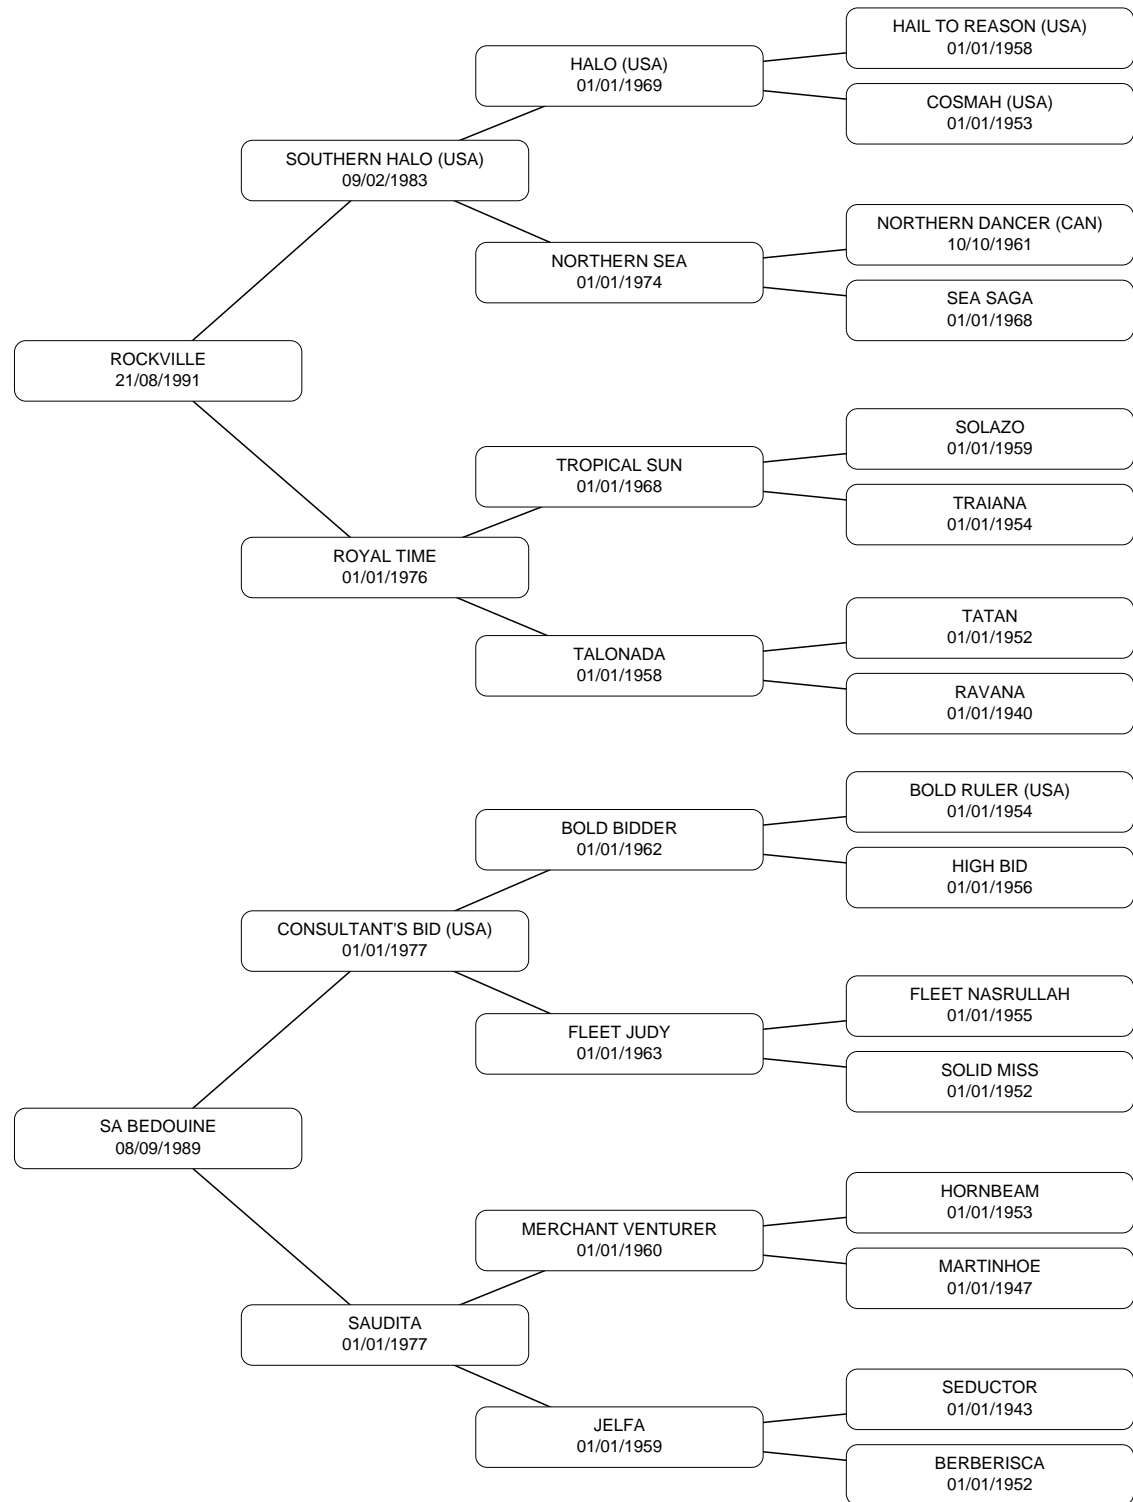 HAIL TO REASON (USA)
01/01/1958
HALO (USA)
01/01/1969
COSMAH (USA)
01/01/1953
SOUTHERN HALO (USA)
09/02/1983
NORTHERN DANCER (CAN)
10/10/1961
NORTHERN SEA
01/01/1974
SEA SAGA
01/01/1968
ROCKVILLE
21/08/1991
SOLAZO
01/01/1959
TROPICAL SUN
01/01/1968
TRAIANA
01/01/1954
ROYAL TIME
01/01/1976
TATAN
01/01/1952
TALONADA
01/01/1958
RAVANA
01/01/1940
BOLD RULER (USA)
01/01/1954
BOLD BIDDER
01/01/1962
HIGH BID
01/01/1956
CONSULTANT'S BID (USA)
01/01/1977
FLEET NASRULLAH
01/01/1955
FLEET JUDY
01/01/1963
SOLID MISS
01/01/1952
SA BEDOUINE
08/09/1989
HORNBEAM
01/01/1953
MERCHANT VENTURER
01/01/1960
MARTINHOE
01/01/1947
SAUDITA
01/01/1977
SEDUCTOR
01/01/1943
JELFA
01/01/1959
BERBERISCA
01/01/1952